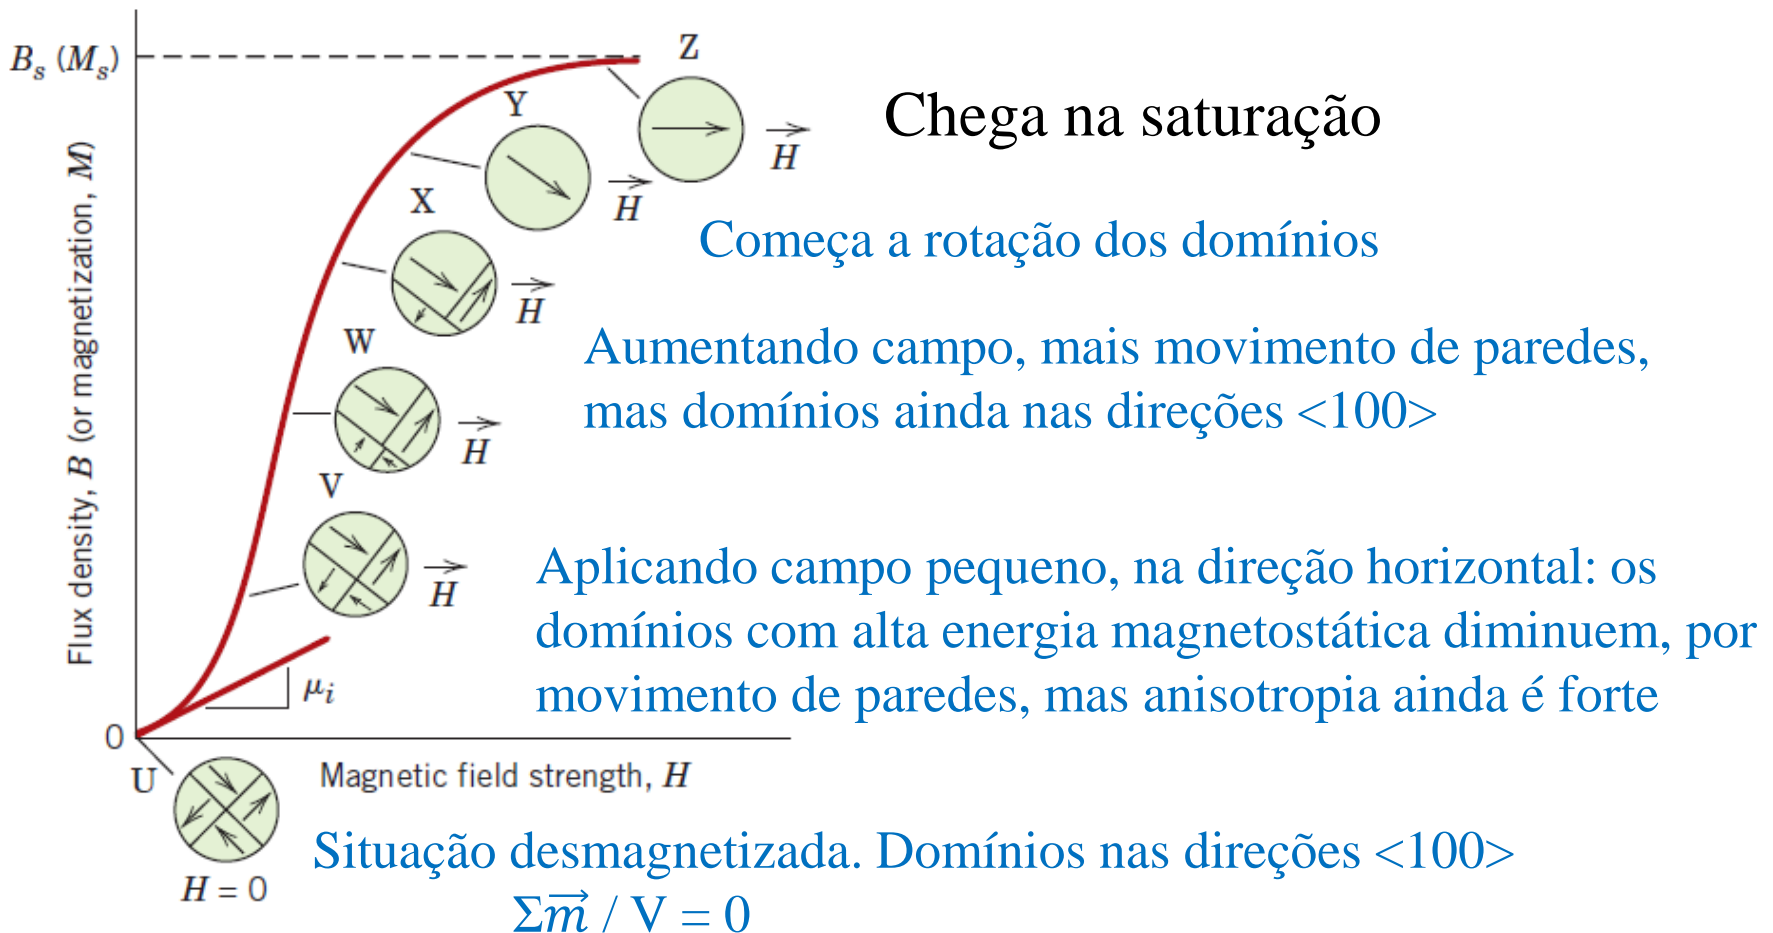 B_s (M_s)
Z
Y
H
Chega na saturação
X
H
Começa a rotação dos domínios
H
W
Aumentando campo, mais movimento de paredes,
mas domínios ainda nas direções <100>
H
V
Flux density, B (or magnetization, M)
Aplicando campo pequeno, na direção horizontal: os
domínios com alta energia magnetostática diminuem, por
movimento de paredes, mas anisotropia ainda é forte
H
μ_i
0
U
Magnetic field strength, H
Situação desmagnetizada. Domínios nas direções <100>
H = 0
Σm⃗ / V = 0